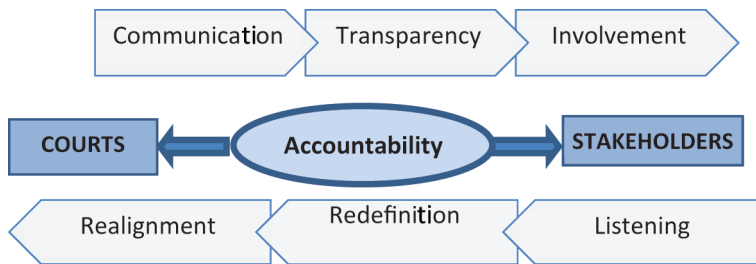 Communication Transparency Involvement
COURTS Accountability STAKEHOLDERS
Realignment Redefinition Listening